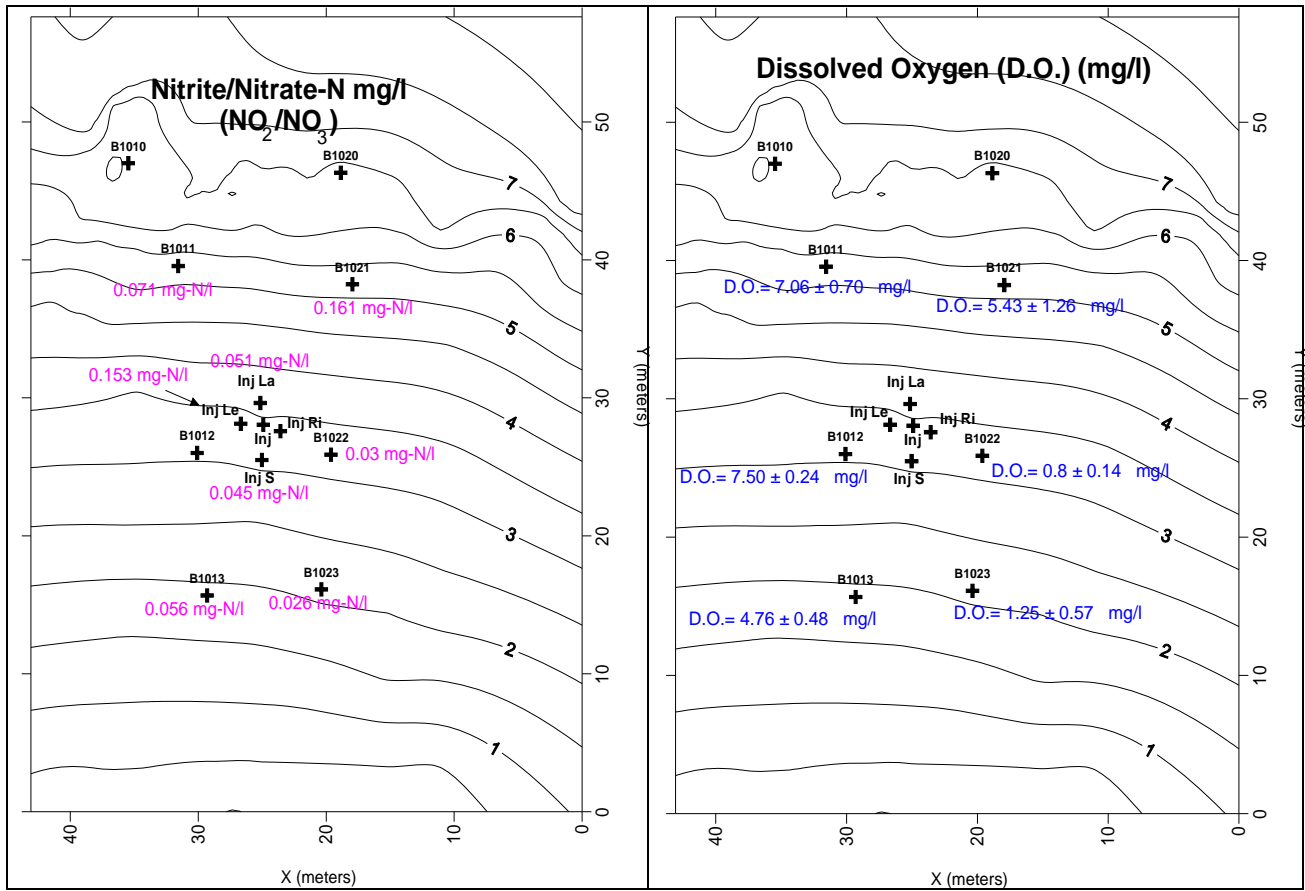 Nitrite/Nitrate-N mg/l
(NO2/NO3)
50
B1010
B1020
7
6
B1011
40
B1021
0.071 mg-N/l
0.161 mg-N/l
5
0.051 mg-N/l
0.153 mg-N/l
Y (meters)
Inj La
4
30
Inj Le
Inj Ri
B1012
Inj
B1022
0.03 mg-N/l
Inj S
0.045 mg-N/l
3
20
B1013
B1023
0.056 mg-N/l
0.026 mg-N/l
2
10
1
0
40
30
20
10
0
X (meters)
Dissolved Oxygen (D.O.) (mg/l)
50
B1010
B1020
7
6
B1011
40
B1021
D.O.= 7.06 ± 0.70 mg/l
D.O.= 5.43 ± 1.26 mg/l
5
Y (meters)
Inj La
4
30
Inj Le
Inj Ri
B1012
Inj
B1022
D.O.= 7.50 ± 0.24 mg/l
D.O.= 0.8 ± 0.14 mg/l
Inj S
3
20
B1013
B1023
D.O.= 4.76 ± 0.48 mg/l
D.O.= 1.25 ± 0.57 mg/l
2
10
1
0
40
30
20
10
0
X (meters)